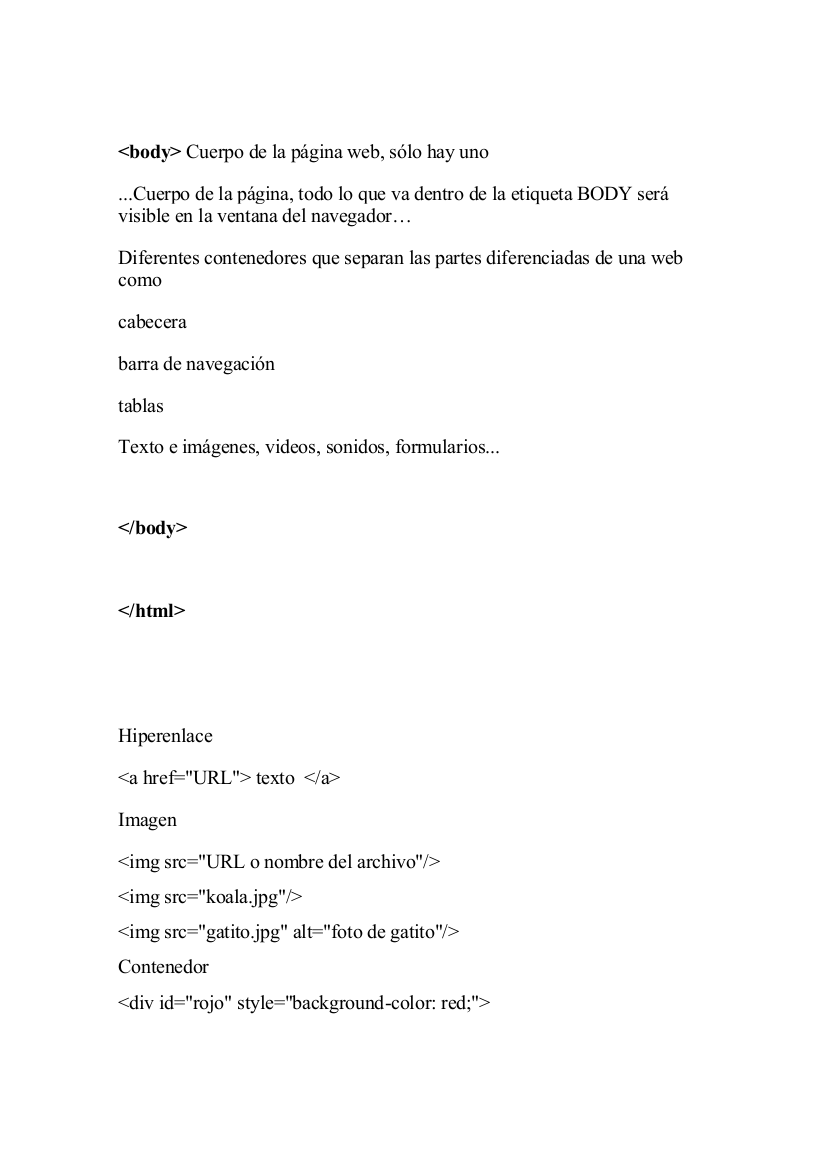 <body> Cuerpo de la página web, sólo hay uno
...Cuerpo de la página, todo lo que va dentro de la etiqueta BODY será
visible en la ventana del navegador…
Diferentes contenedores que separan las partes diferenciadas de una web
como
cabecera
barra de navegación
tablas
Texto e imágenes, videos, sonidos, formularios...
</body>
</html>
Hiperenlace
<a href="URL"> texto  </a>
Imagen
<img src="URL o nombre del archivo"/>
<img src="koala.jpg"/>
<img src="gatito.jpg" alt="foto de gatito"/>
Contenedor
<div id="rojo" style="background-color: red;">